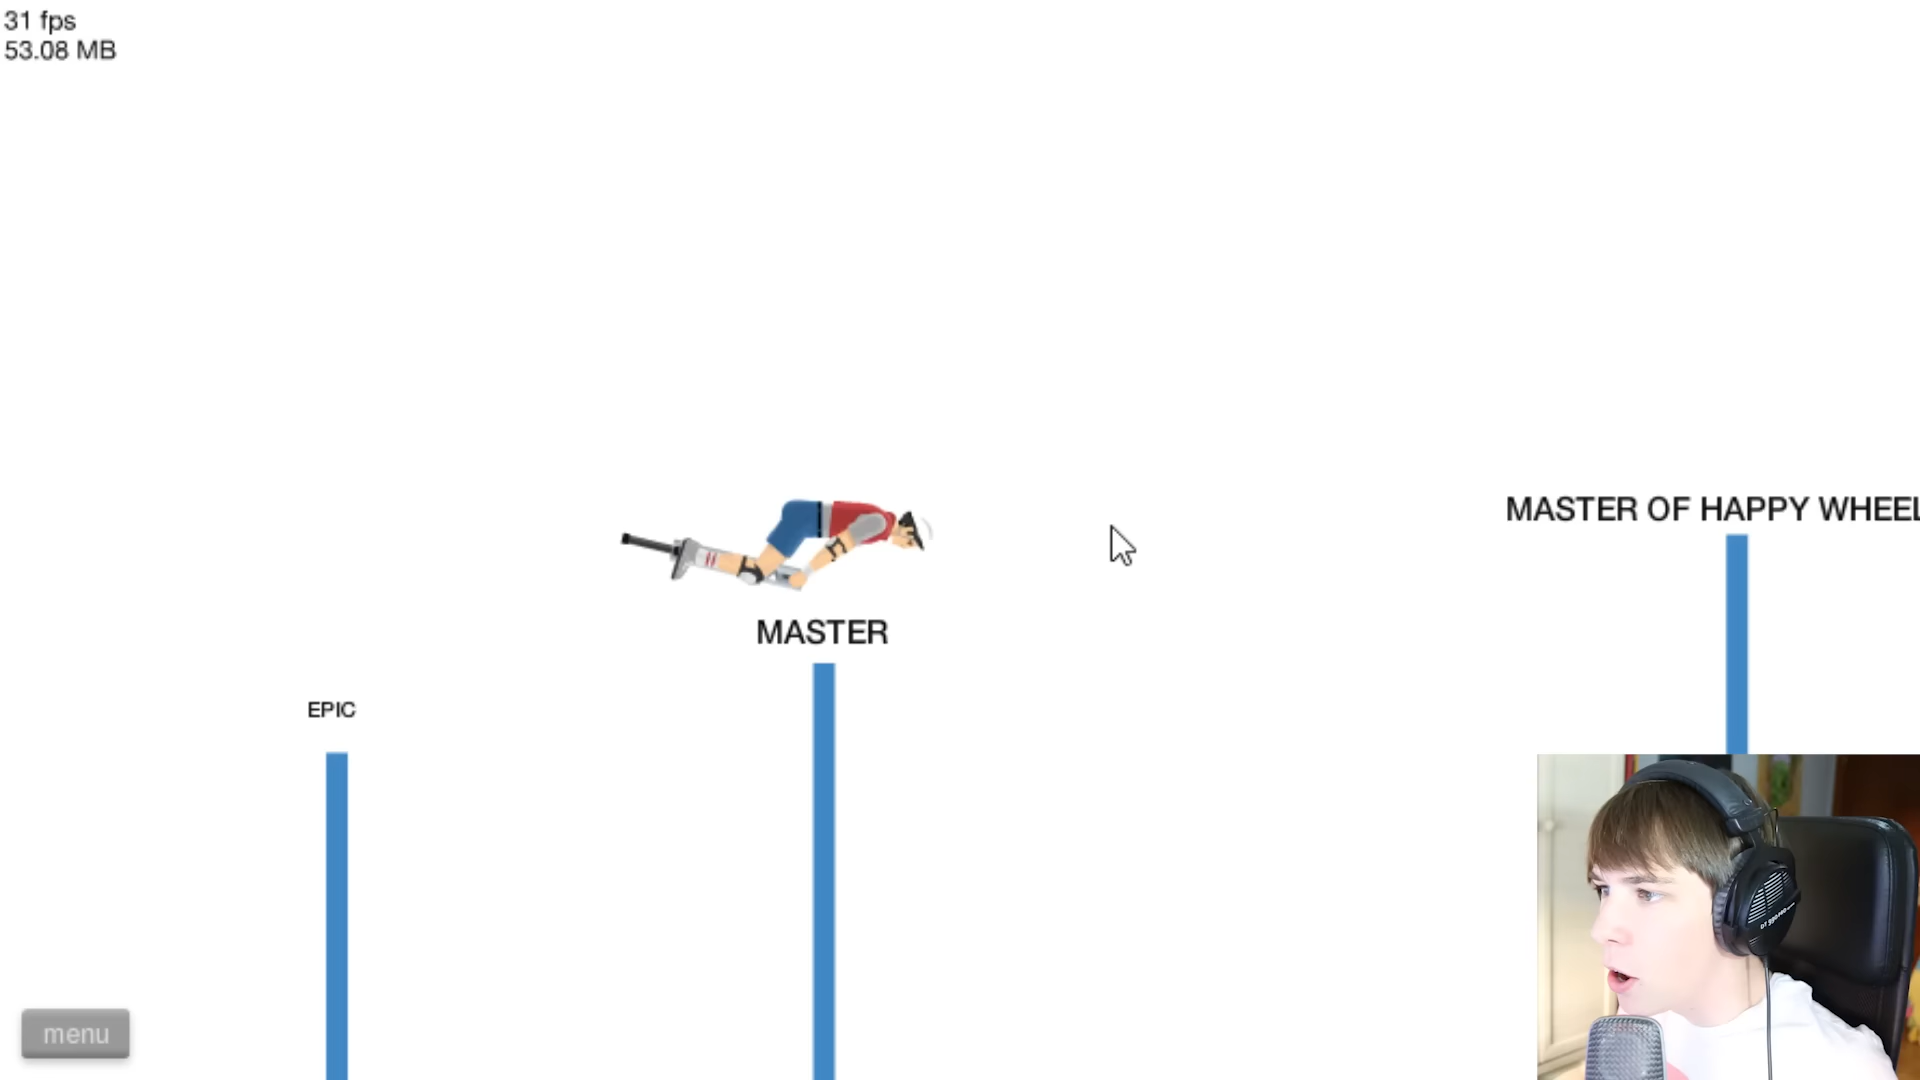 31 fps
53.08 MB
MASTER OF HAPPY WHEEL
MASTER
EPIC
menu